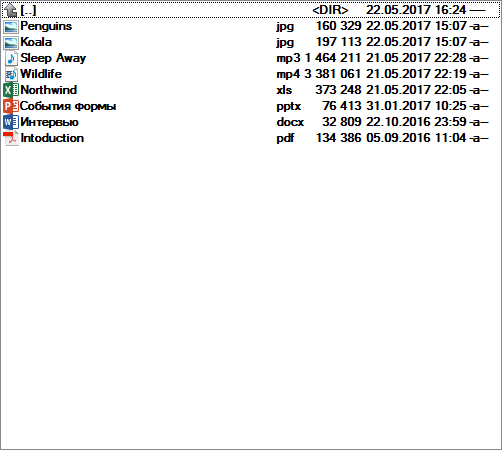 [..] <DIR> 22.05.2017 16:24 ----
Penguins jpg 160 329 22.05.2017 15:07 -a--
Koala jpg 197 113 22.05.2017 15:07 -a--
Sleep Away mp3 1 464 211 21.05.2017 22:28 -a--
Wildlife mp4 3 381 061 21.05.2017 22:19 -a--
Northwind xls 373 248 21.05.2017 22:05 -a--
События формы pptx 76 413 31.01.2017 10:25 -a--
Интервью docx 32 809 22.10.2016 23:59 -a--
Intoduction pdf 134 386 05.09.2016 11:04 -a--